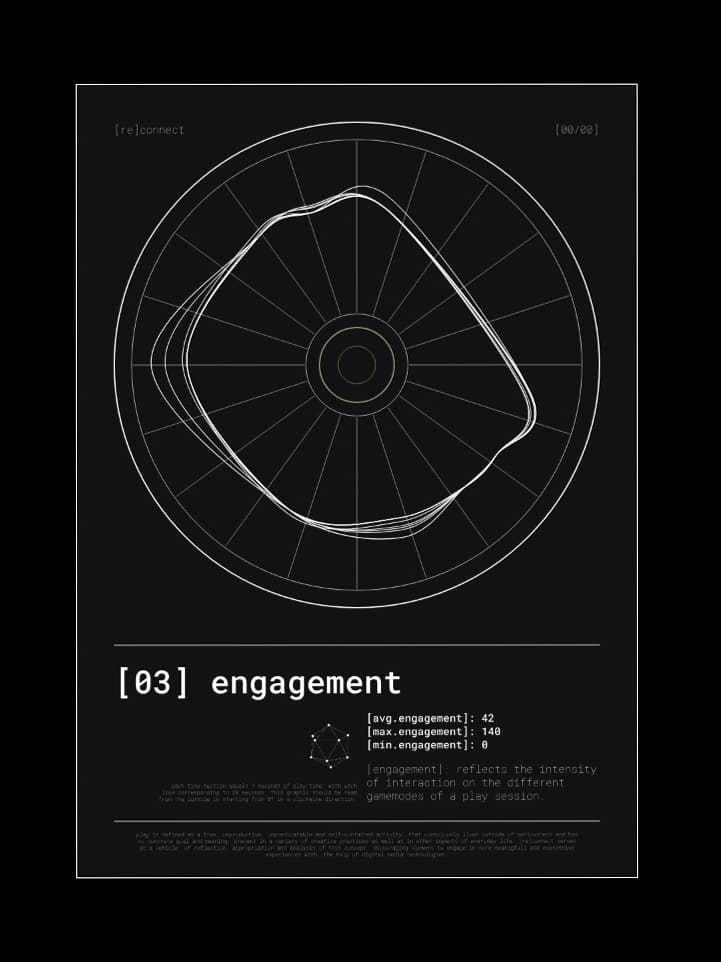 [re]connect
[00/00]
[03] engagement
[avg.engagement]: 42
[max.engagement]: 140
[min.engagement]: 0
[engagement]: reflects the intensity
of interaction on the different
gamemodes of a play session.
each time section equals 7 seconds of play time, with each
line corresponding to 20 seconds. this graphic should be read
from the outside in starting from 0° in a clockwise direction.
play is defined as a free, unproductive, unpredictable and self-contained activity, that consciously lives outside of seriousness and has
no concrete goal and meaning. present in a variety of creative practices as well as in other aspects of everyday life, [re]connect served
as a vehicle of reflection, appropriation and analysis of this concept, encouraging viewers to engage in more meaningfull and expressive
experiences with the help of digital media technologies.